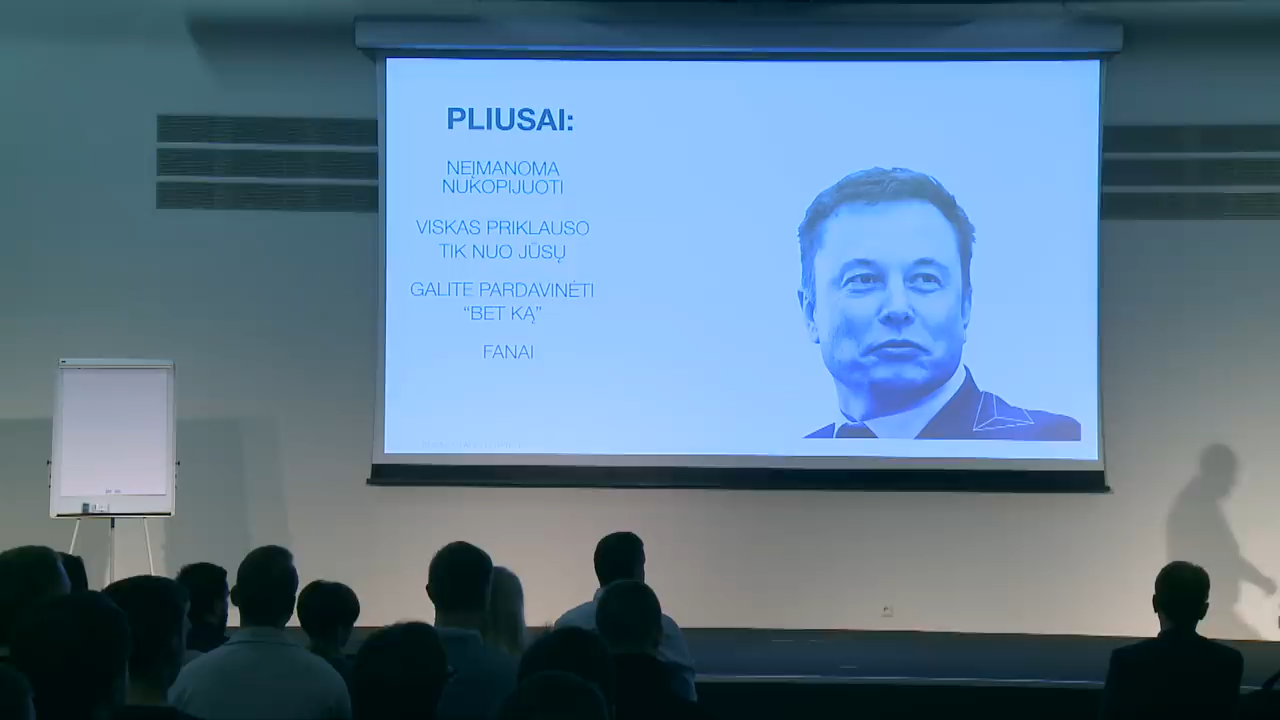 PLIUSAI:
NEĮMANOMA
NUKOPIJUOTI
VISKAS PRIKLAUSO
TIK NUO JŪSŲ
GALITE PARDAVINĖTI
“BET KĄ”
FANAI